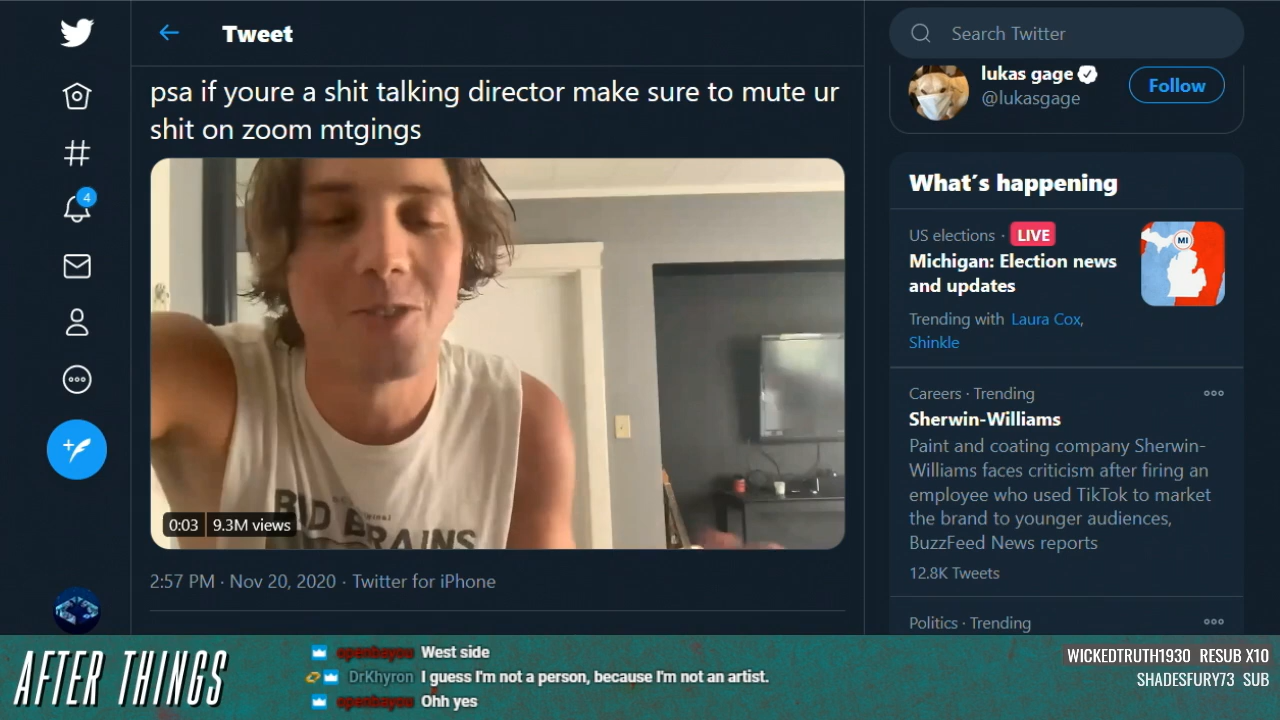 Tweet
psa if youre a shit talking director make sure to mute ur
shit on zoom mtgings
BAD BRAINS
0:03 9.3M views
2:57 PM · Nov 20, 2020 · Twitter for iPhone
4
Search Twitter
lukas gage
@lukasgage
Follow
What's happening
US elections · LIVE
Michigan: Election news
and updates
MI
Trending with Laura Cox,
Shinkle
Careers · Trending
Sherwin-Williams
Paint and coating company Sherwin-
Williams faces criticism after firing an
employee who used TikTok to market
the brand to younger audiences,
BuzzFeed News reports
12.8K Tweets
Politics · Trending
AFTER THINGS
openbayou West side
DrKhyron I guess I'm not a person, because I'm not an artist.
openbayou Ohh yes
WICKEDTRUTH1930 RESUB X10
SHADESFURY73 SUB